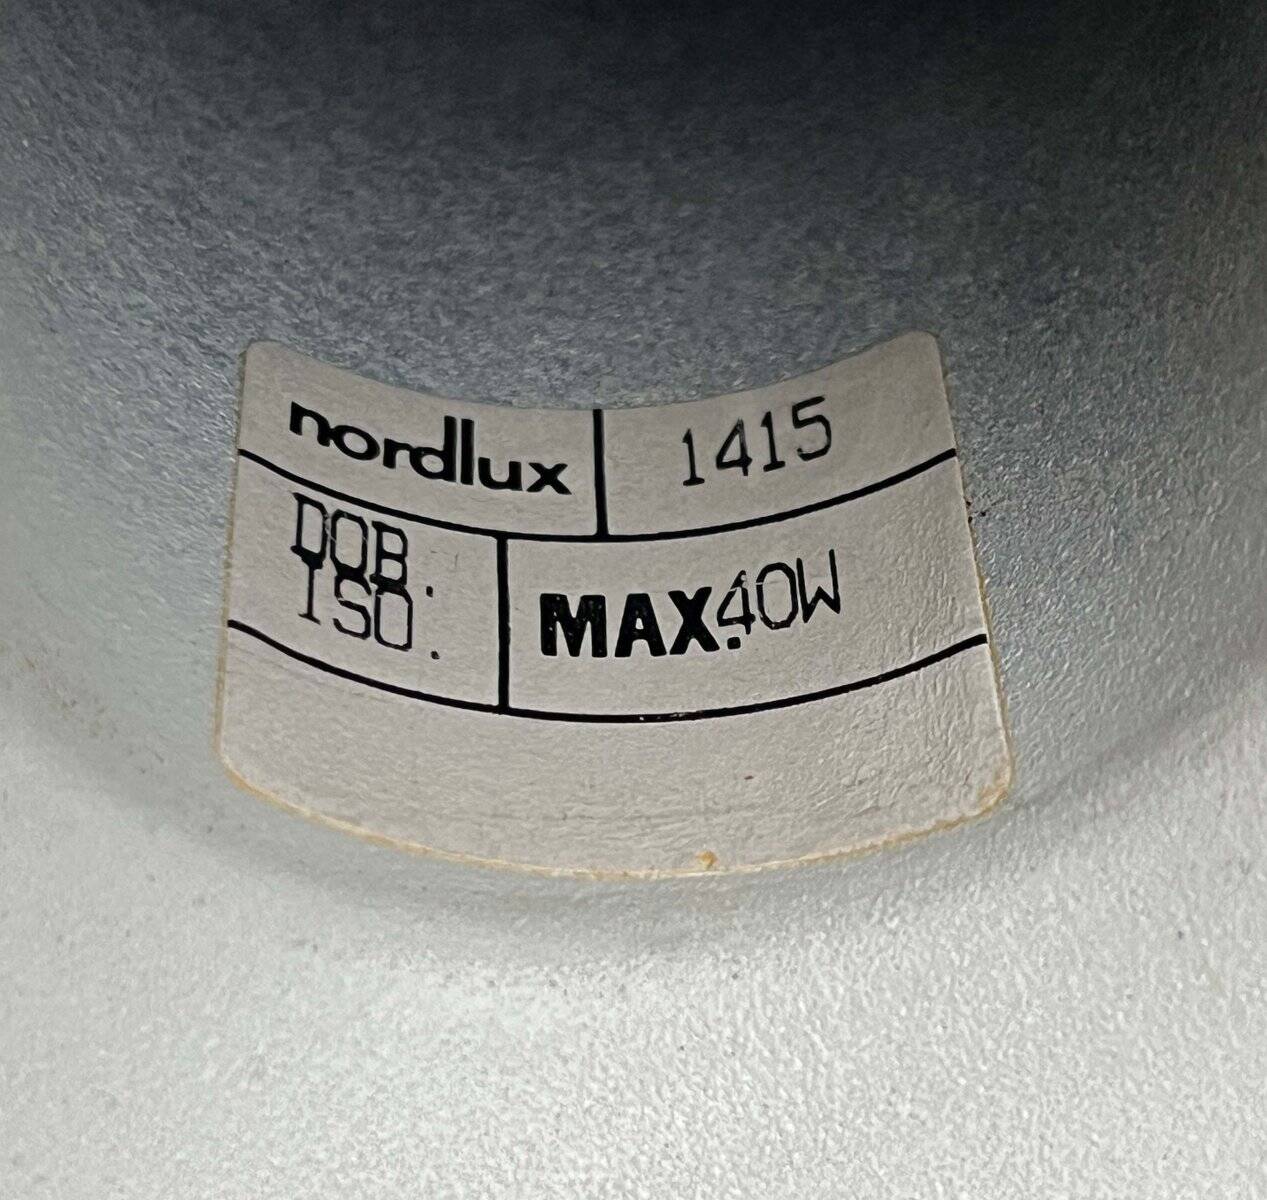 nordlux 1415
DOB.
ISO.
MAX.40W